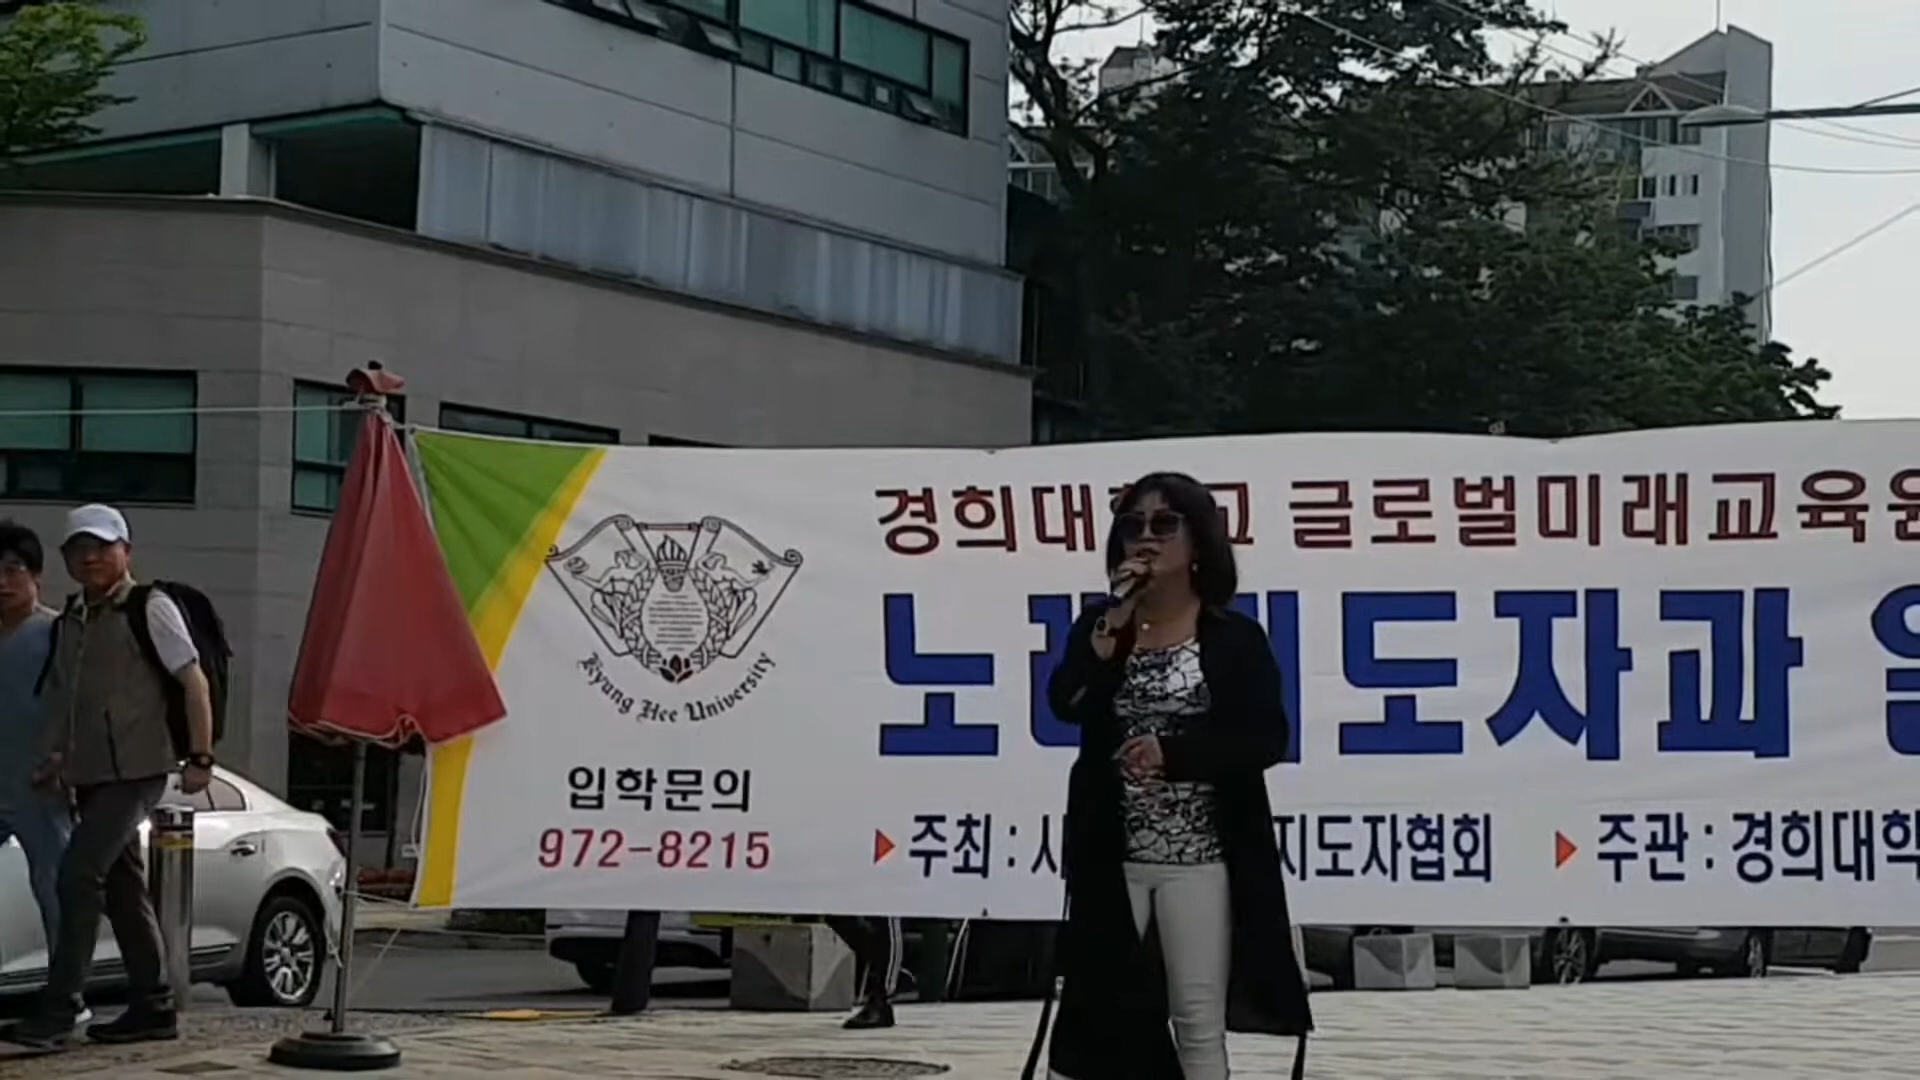 경희대학교 글로벌미래교육원
노래지도자과
Kyung Hee University
입학문의
972-8215
▶주최 : 사 지도자협회 ▶주관 : 경희대학